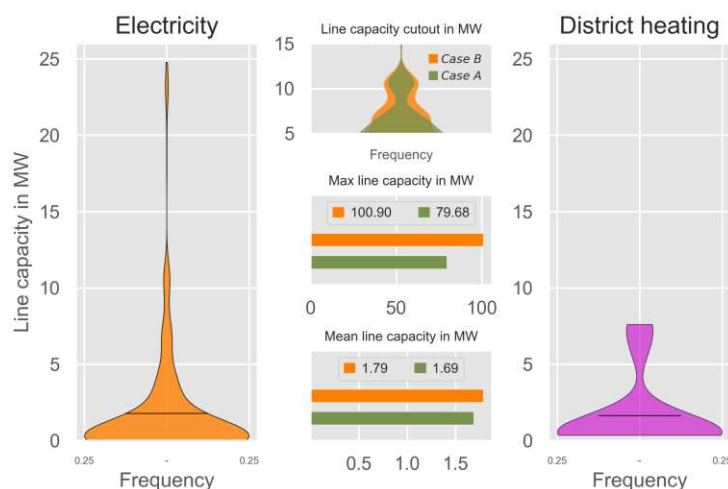 Electricity
Line capacity in MW
25
20
15
10
5
0
0.25
-
0.25
Frequency
Line capacity cutout in MW
15
10
5
Case B
Case A
Frequency
Max line capacity in MW
100.90
79.68
0
50
100
Mean line capacity in MW
1.79
1.69
0.5
1.0
1.5
District heating
25
20
15
10
5
0
0.25
-
0.25
Frequency